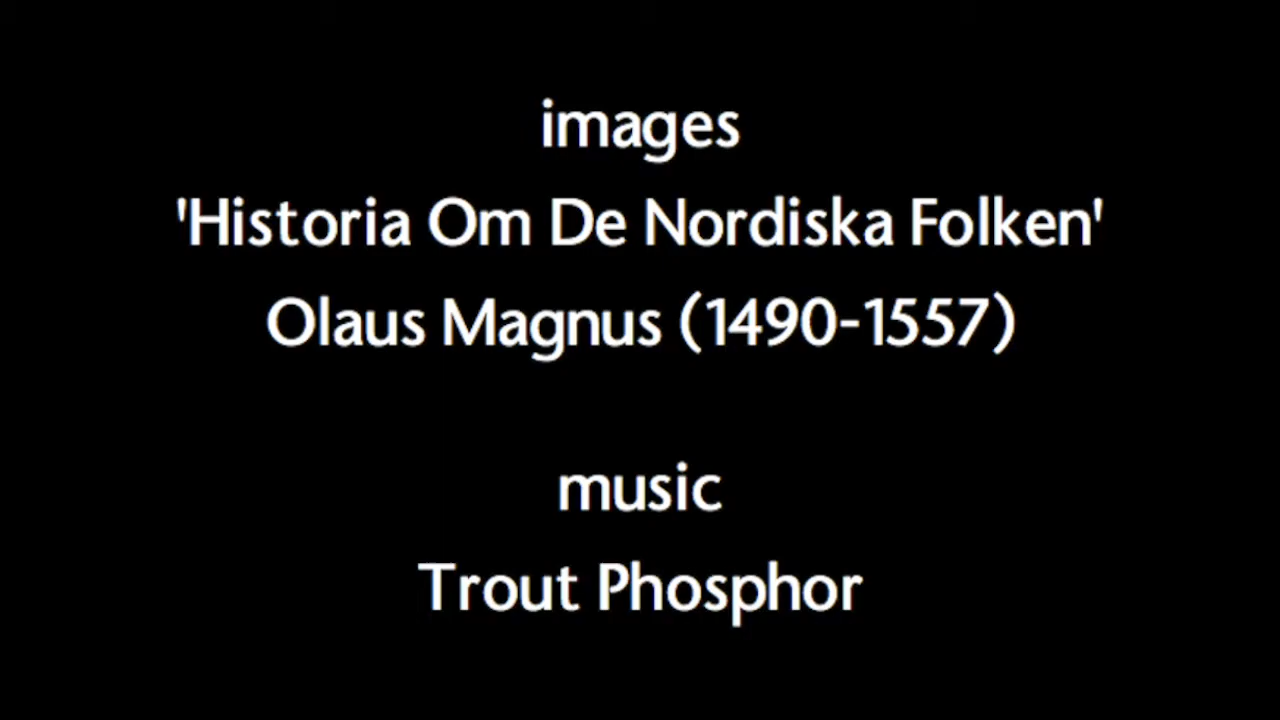 images
'Historia Om De Nordiska Folken'
Olaus Magnus (1490-1557)
music
Trout Phosphor